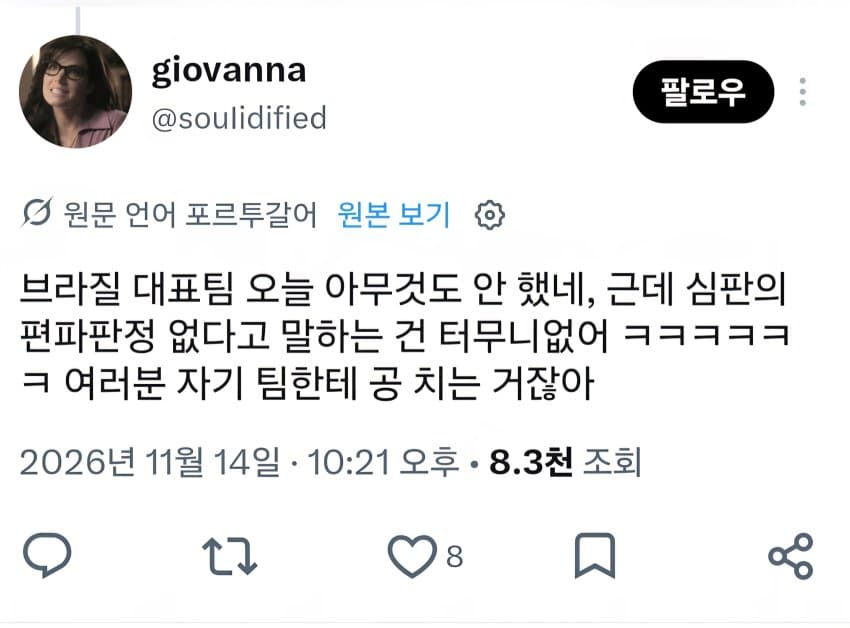 giovanna
@soulidified
팔로우
원문 언어 포르투갈어 원본 보기
브라질 대표팀 오늘 아무것도 안 했네, 근데 심판의
편파판정 없다고 말하는 건 터무니없어 ㅋㅋㅋㅋㅋ
ㅋ 여러분 자기 팀한테 공 치는 거잖아
2026년 11월 14일 · 10:21 오후 · 8.3천 조회
8